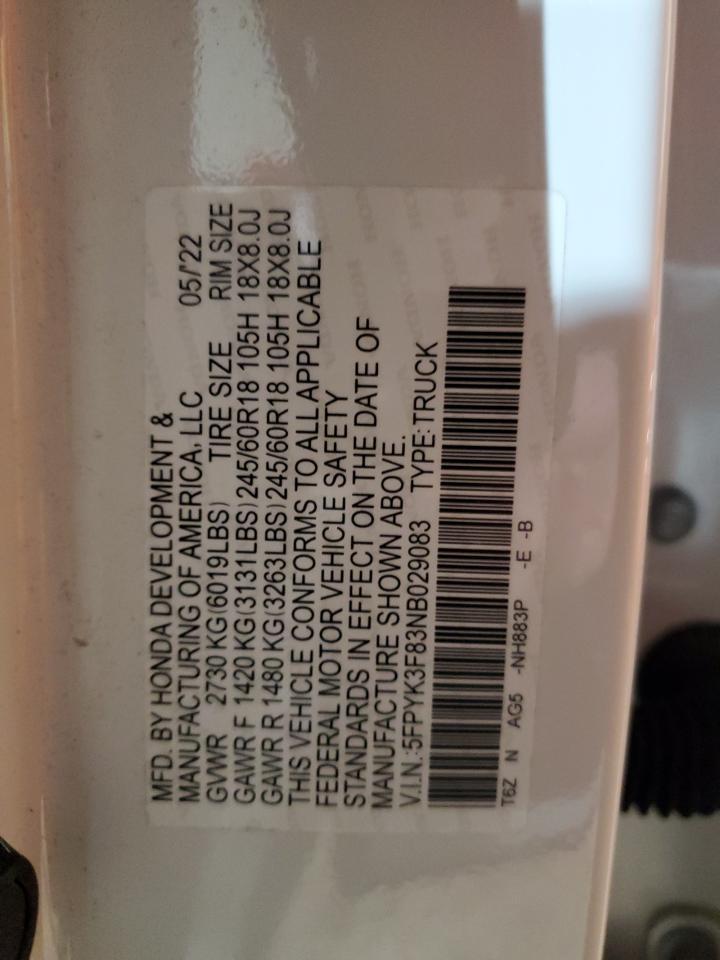 MFD. BY HONDA DEVELOPMENT &
MANUFACTURING OF AMERICA, LLC 05/'22
GVWR 2730 KG(6019LBS) TIRE SIZE RIM SIZE
GAWR F 1420 KG(3131LBS) 245/60R18 105H 18X8.0J
GAWR R 1480 KG(3263LBS) 245/60R18 105H 18X8.0J
THIS VEHICLE CONFORMS TO ALL APPLICABLE
FEDERAL MOTOR VEHICLE SAFETY
STANDARDS IN EFFECT ON THE DATE OF
MANUFACTURE SHOWN ABOVE.
V.I.N.:5FPYK3F83NB029083 TYPE:TRUCK
T6Z N AG5 -NH883P -E -B